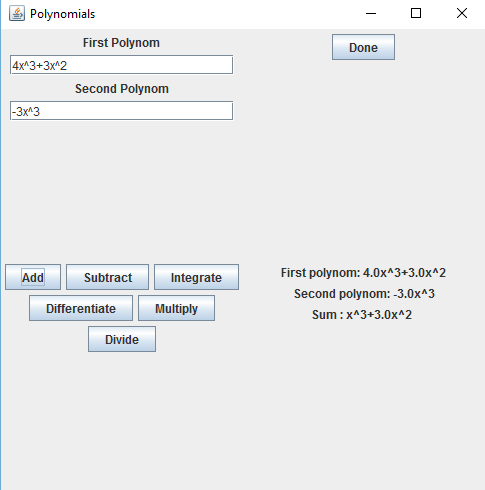 Polynomials
First Polynom
Done
4x^3+3x^2
Second Polynom
-3x^3
Add
Subtract
Integrate
Differentiate
Multiply
Divide
First polynom: 4.0x^3+3.0x^2
Second polynom: -3.0x^3
Sum : x^3+3.0x^2